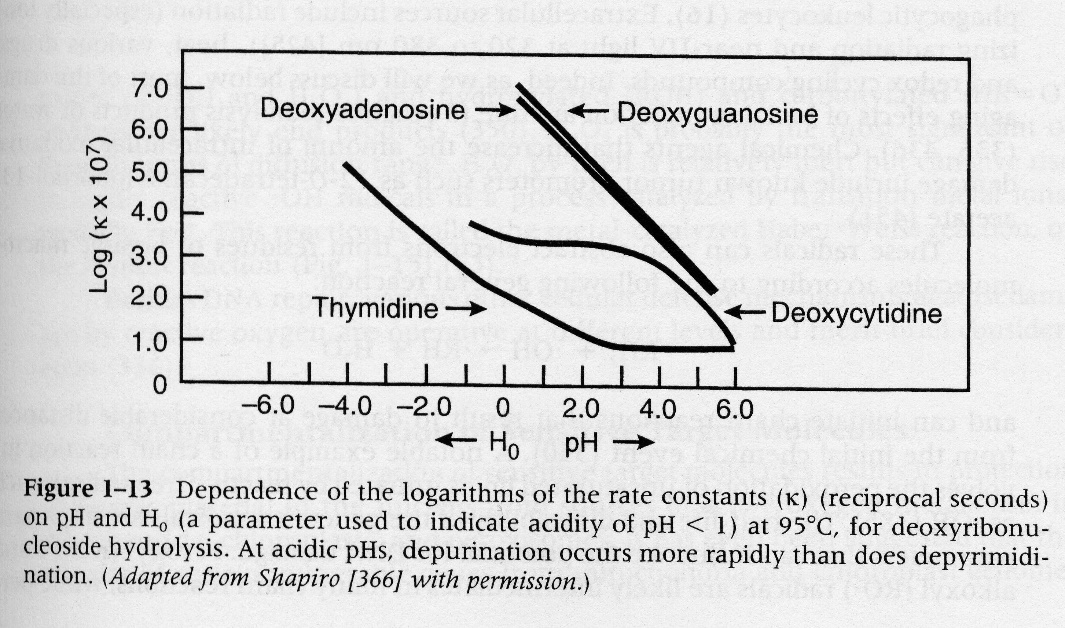 7.0
6.0
5.0
4.0
3.0
2.0
1.0
0
Log (κ x 10⁷)
Deoxyadenosine
Deoxyguanosine
Thymidine
Deoxycytidine
−6.0 −4.0 −2.0 0 2.0 4.0 6.0
← H₀ pH →
Figure 1–13 Dependence of the logarithms of the rate constants (κ) (reciprocal seconds)
on pH and H₀ (a parameter used to indicate acidity of pH < 1) at 95°C, for deoxyribonu-
cleoside hydrolysis. At acidic pHs, depurination occurs more rapidly than does depyrimidi-
nation. (Adapted from Shapiro [366] with permission.)